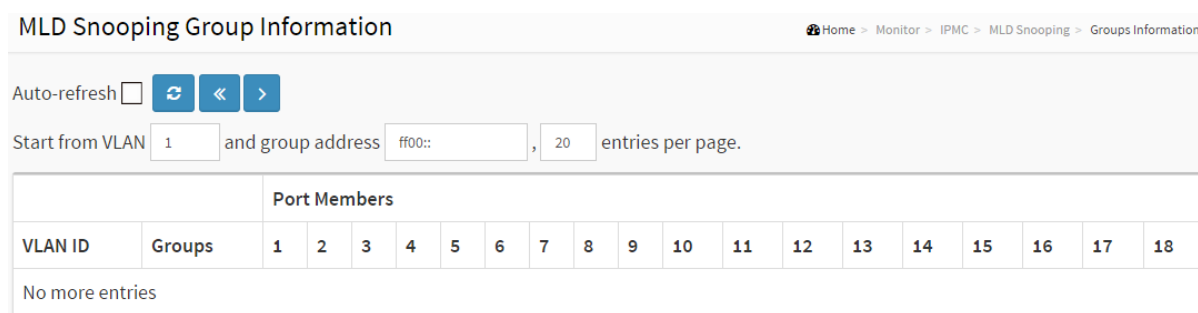 MLD Snooping Group Information
Home > Monitor > IPMC > MLD Snooping > Groups Information
Auto-refresh
Start from VLAN 1 and group address ff00:: , 20 entries per page.
Port Members
VLAN ID Groups 1 2 3 4 5 6 7 8 9 10 11 12 13 14 15 16 17 18
No more entries